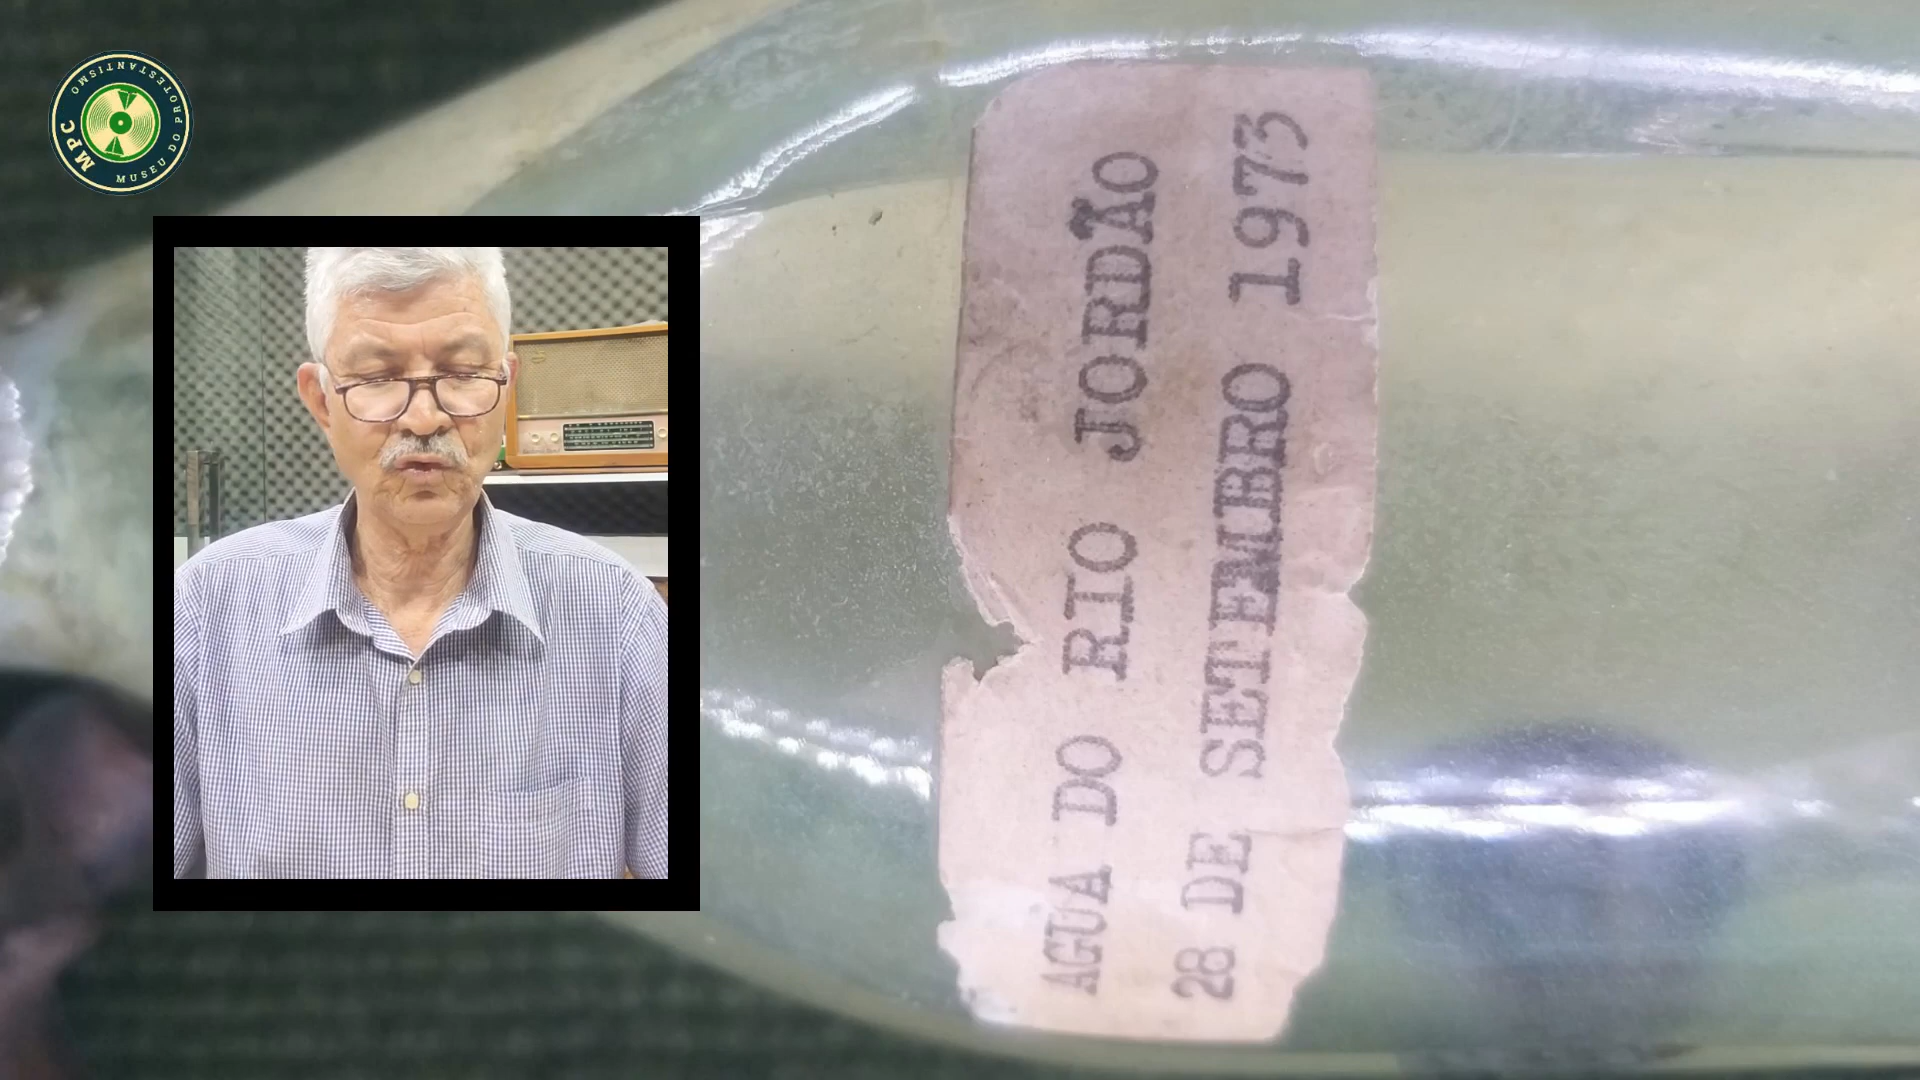 MPC
MUSEU DO PROTESTANTISMO
AGUA DO RIO JORDÃO
28 DE SETEMBRO 1973